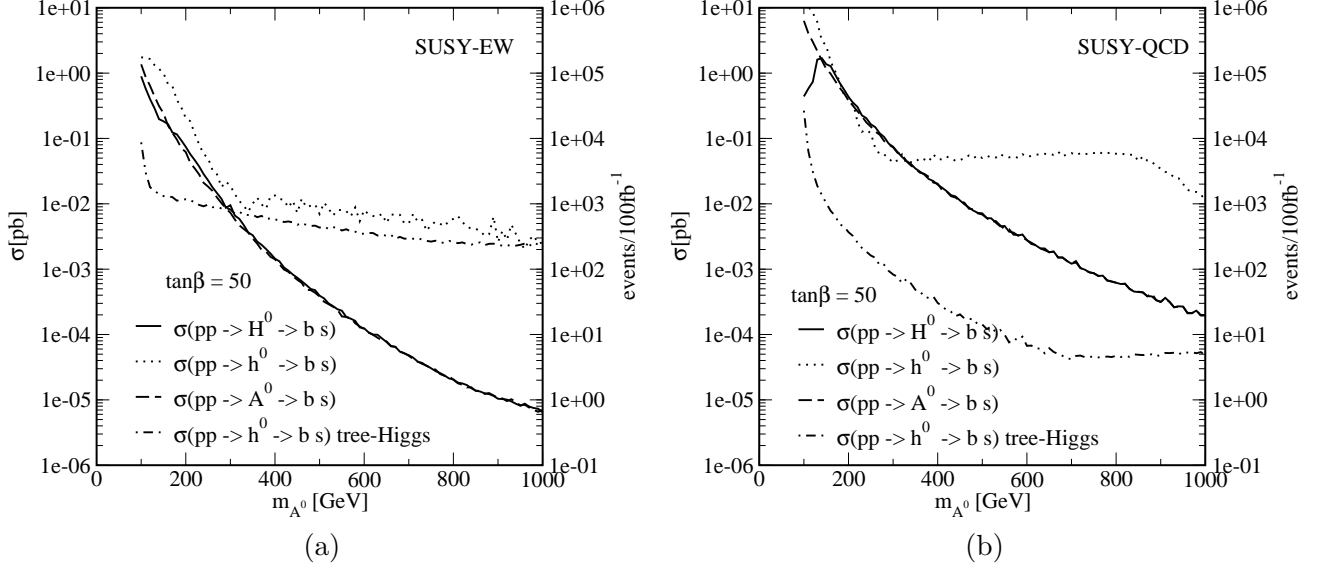 1e+01
1e+00
1e-01
1e-02
1e-03
1e-04
1e-05
1e-06
σ[pb]
1e+06
1e+05
1e+04
1e+03
1e+02
1e+01
1e+00
1e-01
events/100fb⁻¹
SUSY-EW
tanβ = 50
σ(pp -> H⁰ -> b s)
σ(pp -> h⁰ -> b s)
σ(pp -> A⁰ -> b s)
σ(pp -> h⁰ -> b s) tree-Higgs
0 200 400 600 800 1000
m_A⁰ [GeV]
(a)
1e+01
1e+00
1e-01
1e-02
1e-03
1e-04
1e-05
1e-06
σ[pb]
1e+06
1e+05
1e+04
1e+03
1e+02
1e+01
1e+00
1e-01
events/100fb⁻¹
SUSY-QCD
tanβ = 50
σ(pp -> H⁰ -> b s)
σ(pp -> h⁰ -> b s)
σ(pp -> A⁰ -> b s)
σ(pp -> h⁰ -> b s) tree-Higgs
0 200 400 600 800 1000
m_A⁰ [GeV]
(b)